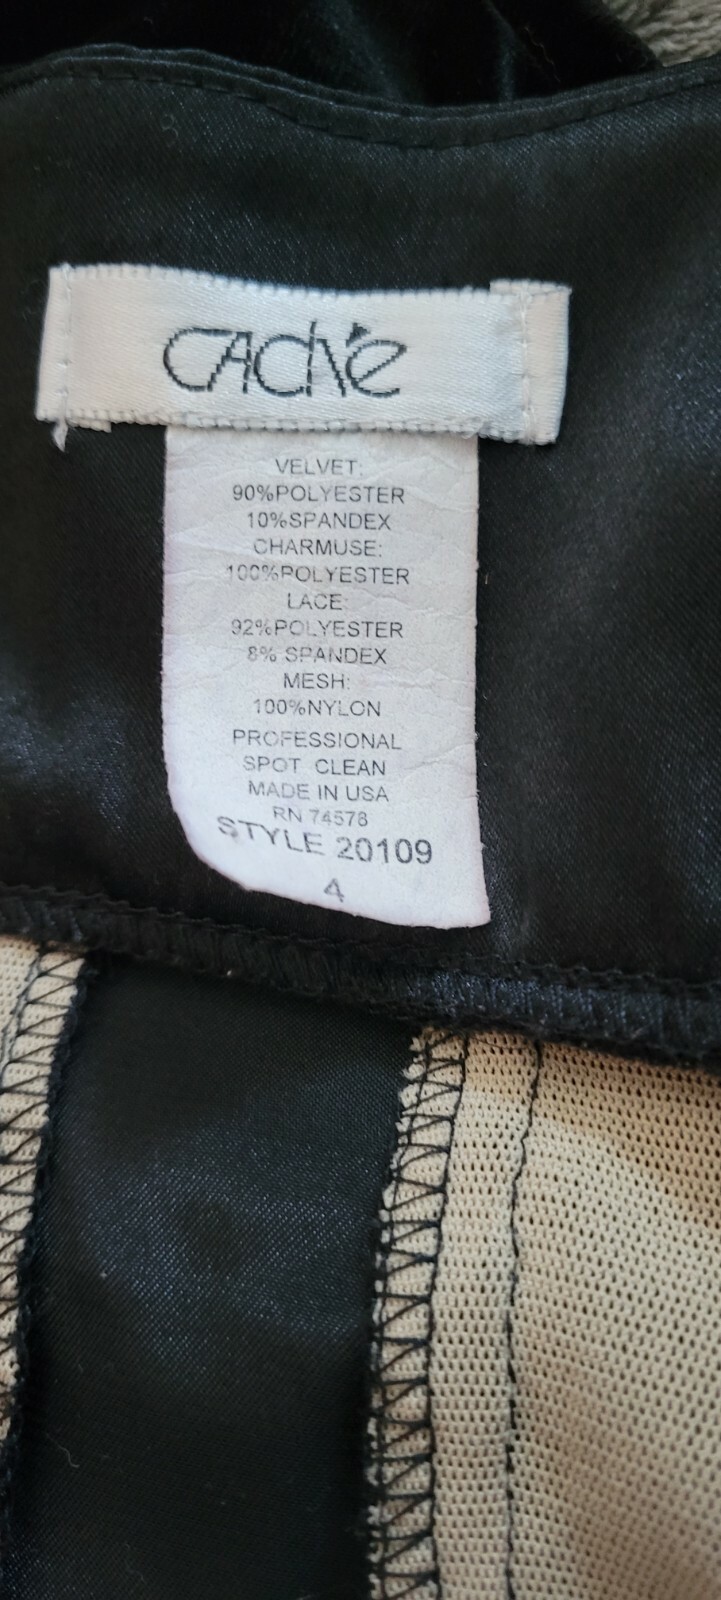 CACHÉ
VELVET:
90%POLYESTER
10%SPANDEX
CHARMUSE:
100%POLYESTER
LACE:
92%POLYESTER
8% SPANDEX
MESH:
100%NYLON
PROFESSIONAL
SPOT CLEAN
MADE IN USA
RN 74578
STYLE 20109
4